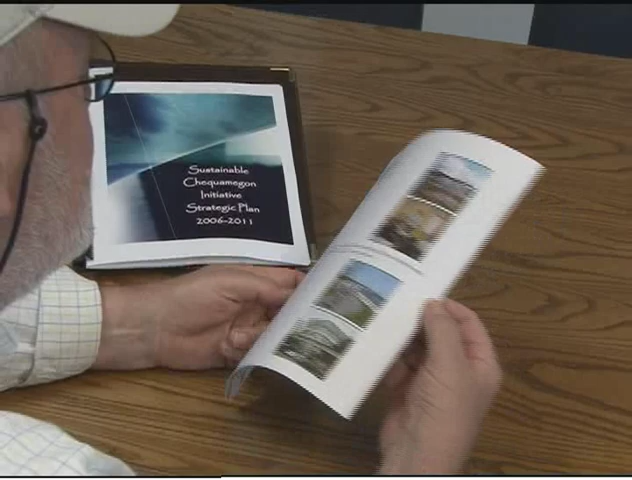 Sustainable
Chequamegon
Initiative
Strategic Plan
2006-2011